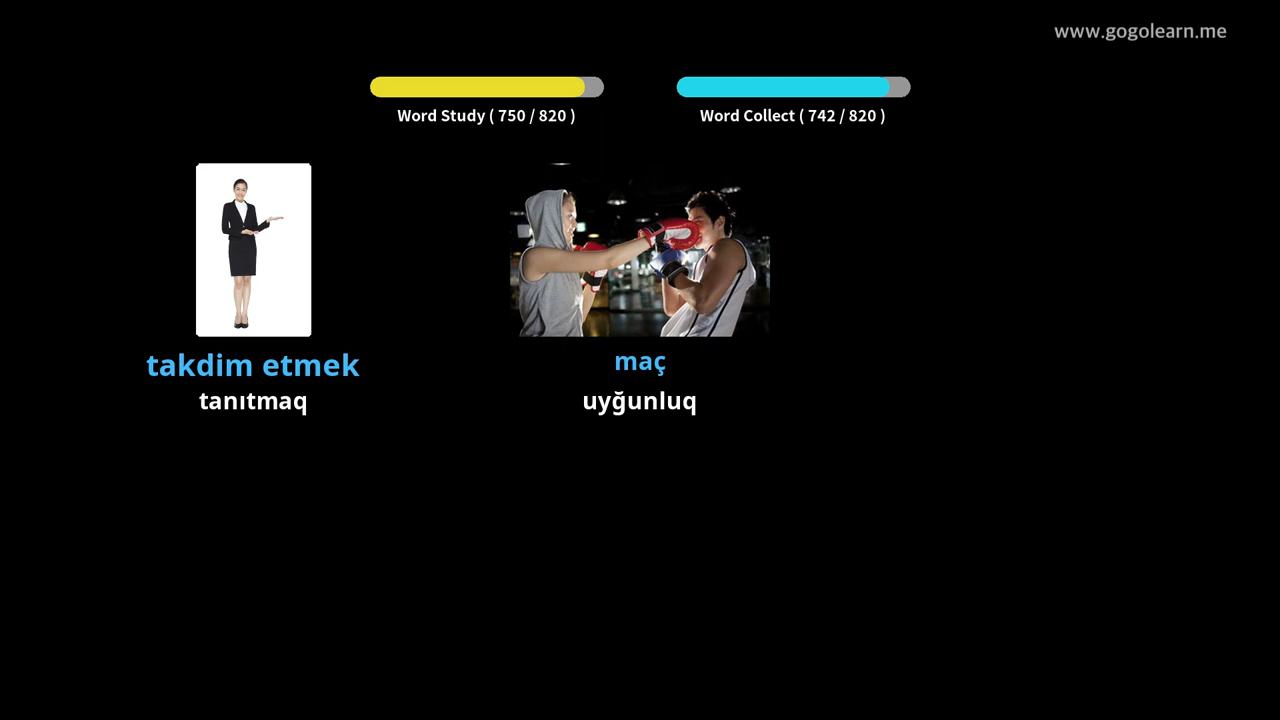 www.gogolearn.me
Word Study ( 750 / 820 )
Word Collect ( 742 / 820 )
takdim etmek
tanıtmaq
maç
uyğunluq